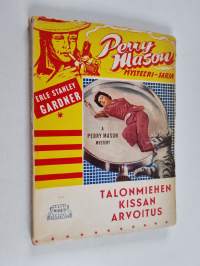 Perry
Mason
MYSTEERI-SARJA
ERLE STANLEY
GARDNER
A
PERRY MASON
MYSTERY
TALONMIEHEN
KISSAN
ARVOITUS